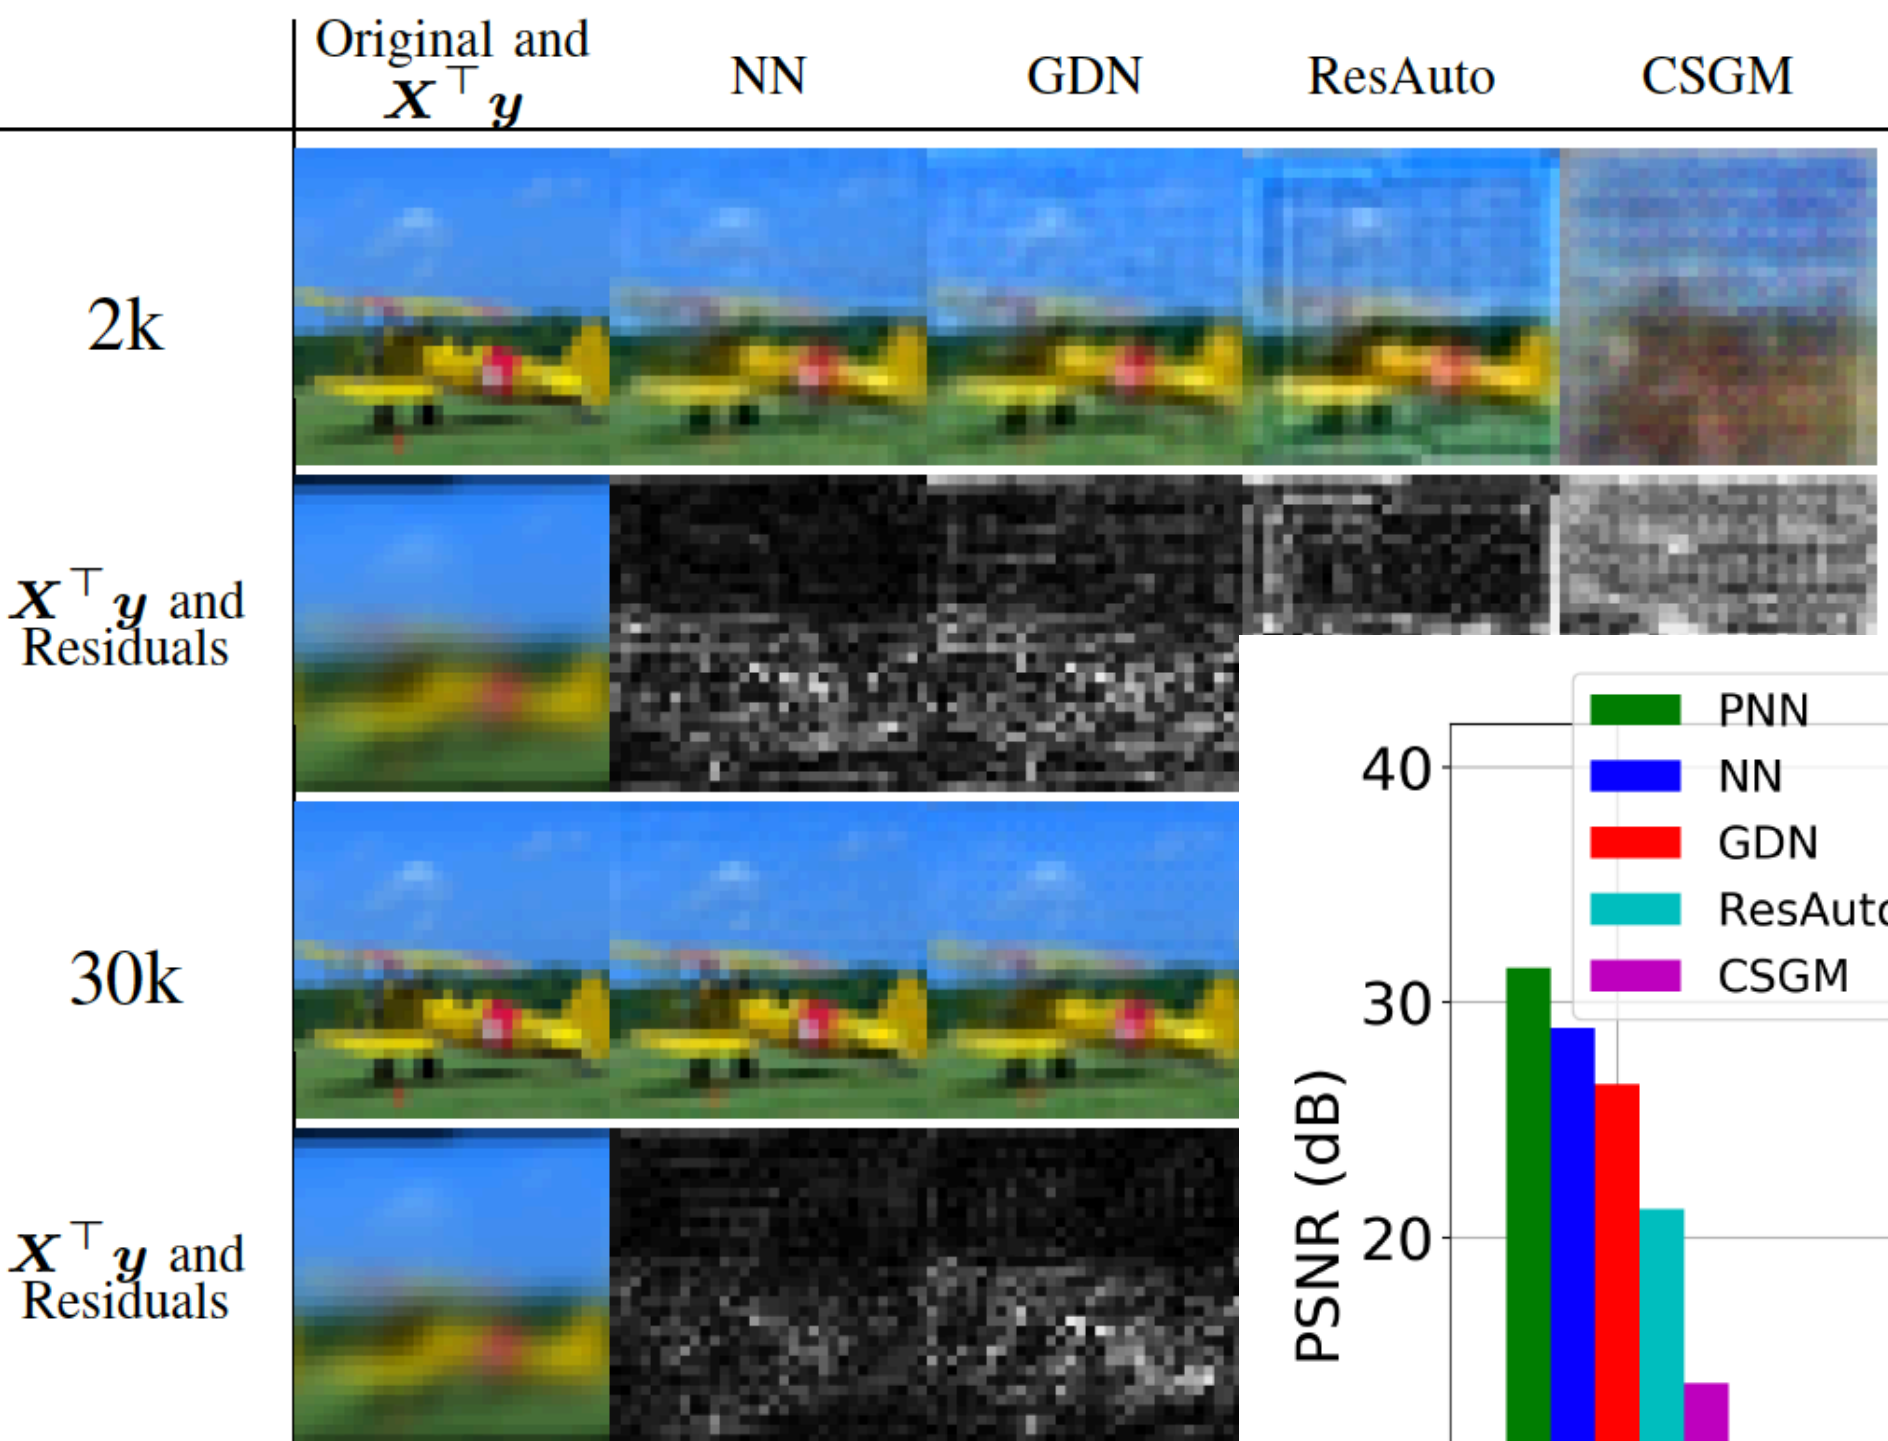 Original and
X⊤y
NN
GDN
ResAuto
CSGM
2k
X⊤y and
Residuals
30k
X⊤y and
Residuals
PNN
NN
GDN
ResAuto
CSGM
40
30
20
PSNR (dB)